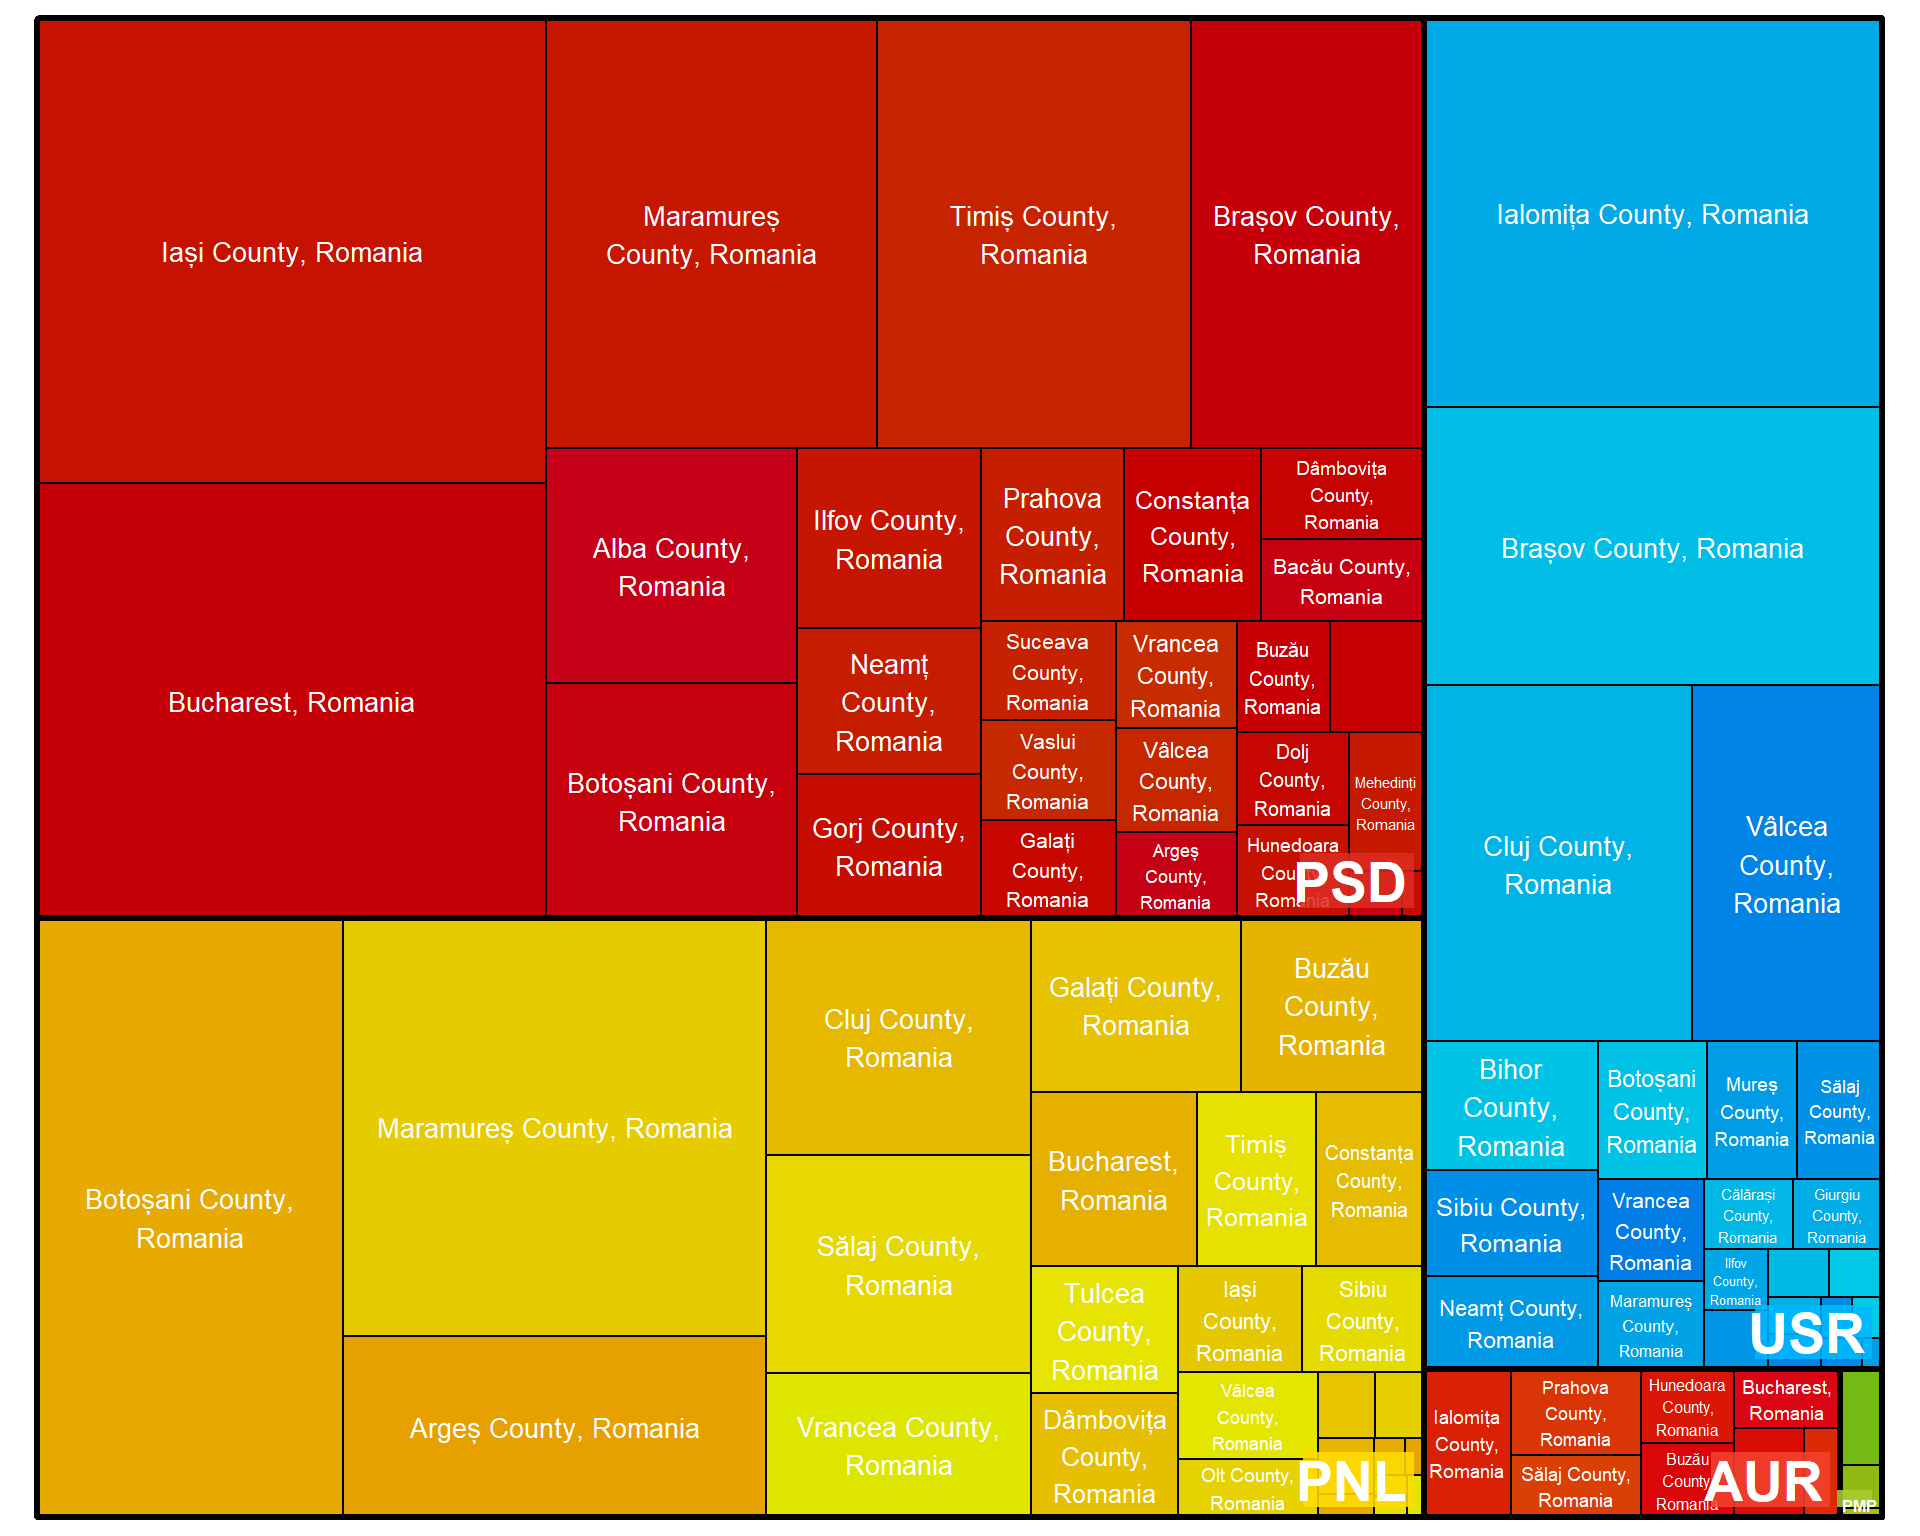 Iași County, Romania
Maramureș
County, Romania
Timiș County,
Romania
Brașov County,
Romania
Bucharest, Romania
Alba County,
Romania
Botoșani County,
Romania
Ilfov County,
Romania
Neamț
County,
Romania
Gorj County,
Romania
Prahova
County,
Romania
Constanța
County,
Romania
Dâmbovița
County,
Romania
Bacău County,
Romania
Suceava
County,
Romania
Vaslui
County,
Romania
Galați
County,
Romania
Vrancea
County,
Romania
Vâlcea
County,
Romania
Argeș
County,
Romania
Buzău
County,
Romania
Dolj
County,
Romania
Hunedoara
County,
Romania
Mehedinți
County,
Romania
PSD
Botoșani County,
Romania
Maramureș County, Romania
Argeș County, Romania
Cluj County,
Romania
Sălaj County,
Romania
Vrancea County,
Romania
Galați County,
Romania
Buzău
County,
Romania
Bucharest,
Romania
Timiș
County,
Romania
Constanța
County,
Romania
Tulcea
County,
Romania
Dâmbovița
County,
Romania
Iași
County,
Romania
Sibiu
County,
Romania
Vâlcea
County,
Romania
Olt County,
Romania
PNL
Ialomița County, Romania
Brașov County, Romania
Cluj County,
Romania
Vâlcea
County,
Romania
Bihor
County,
Romania
Sibiu County,
Romania
Neamț County,
Romania
Botoșani
County,
Romania
Mureș
County,
Romania
Sălaj
County,
Romania
Vrancea
County,
Romania
Maramureș
County,
Romania
Călărași
County,
Romania
Giurgiu
County,
Romania
Ilfov
County,
Romania
USR
Ialomița
County,
Romania
Prahova
County,
Romania
Sălaj County,
Romania
Hunedoara
County,
Romania
Buzău
County,
Romania
Bucharest,
Romania
AUR
PMP